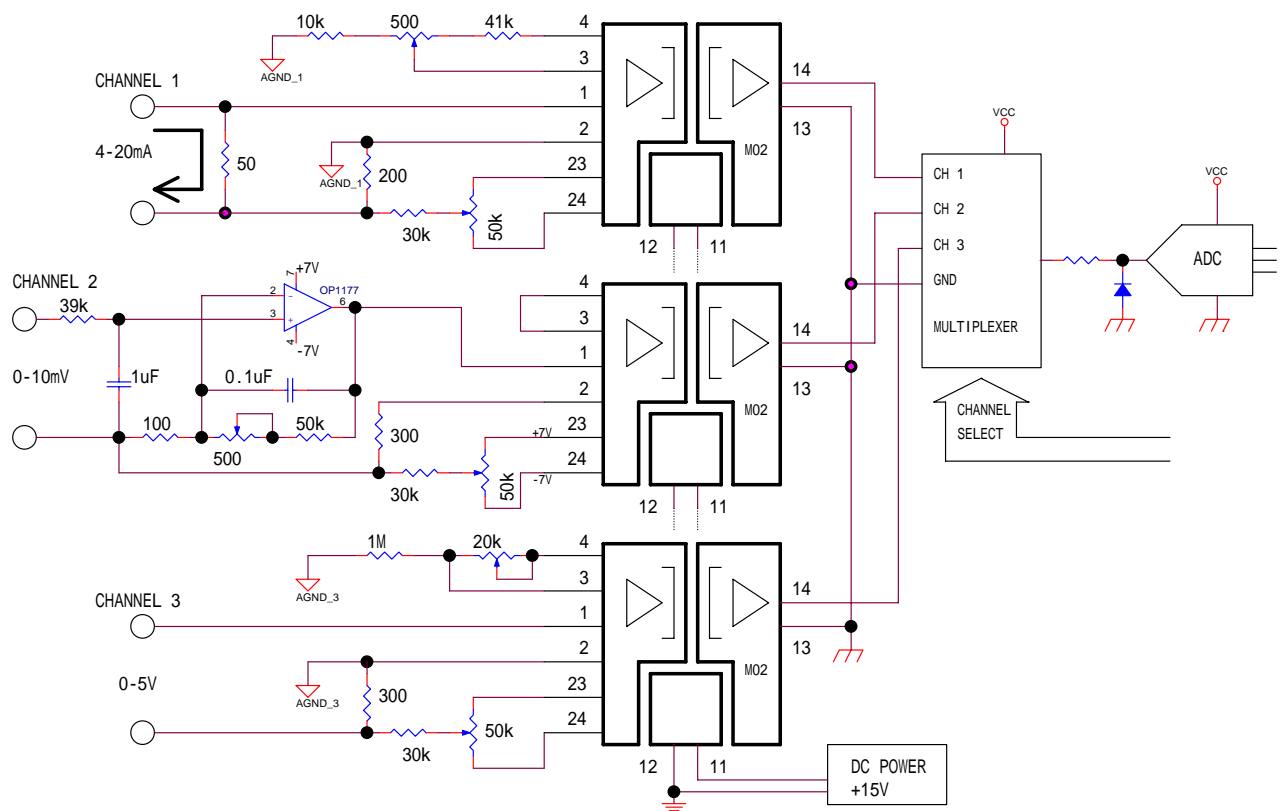 10k
500
41k
4
AGND_1
3
14
CHANNEL 1
1
2
13
VCC
M02
4-20mA
50
AGND_1
200
23
24
30k
50k
12
11
CH 1
CH 2
CH 3
GND
MULTIPLEXER
VCC
ADC
CHANNEL 2
+7V
7
OP1177
2
6
3
4
-7V
39k
0-10mV
1uF
0.1uF
100
500
50k
300
30k
50k
+7V
-7V
4
3
1
2
23
24
14
13
M02
12
11
CHANNEL
SELECT
1M
20k
4
AGND_3
3
14
CHANNEL 3
1
2
13
M02
0-5V
AGND_3
300
23
24
30k
50k
12
11
DC POWER
+15V